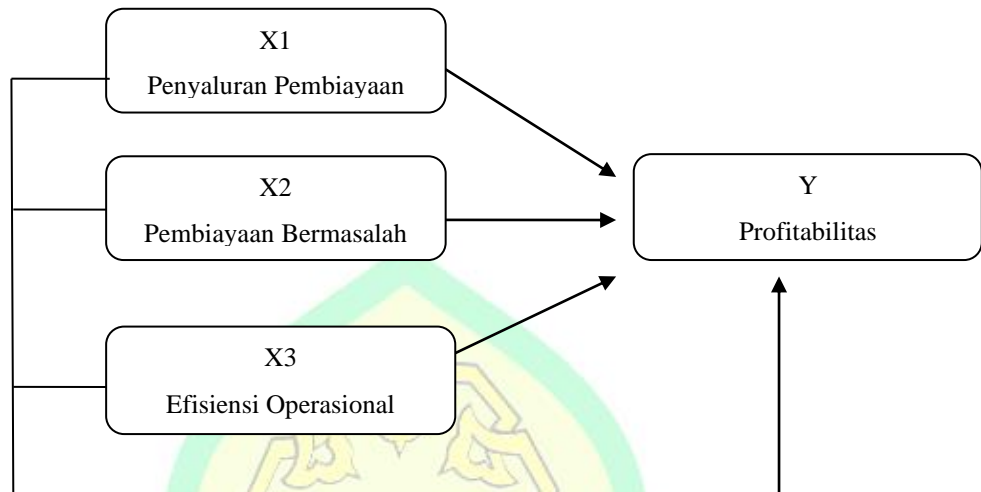 X1
Penyaluran Pembiayaan
X2
Pembiayaan Bermasalah
X3
Efisiensi Operasional
Y
Profitabilitas